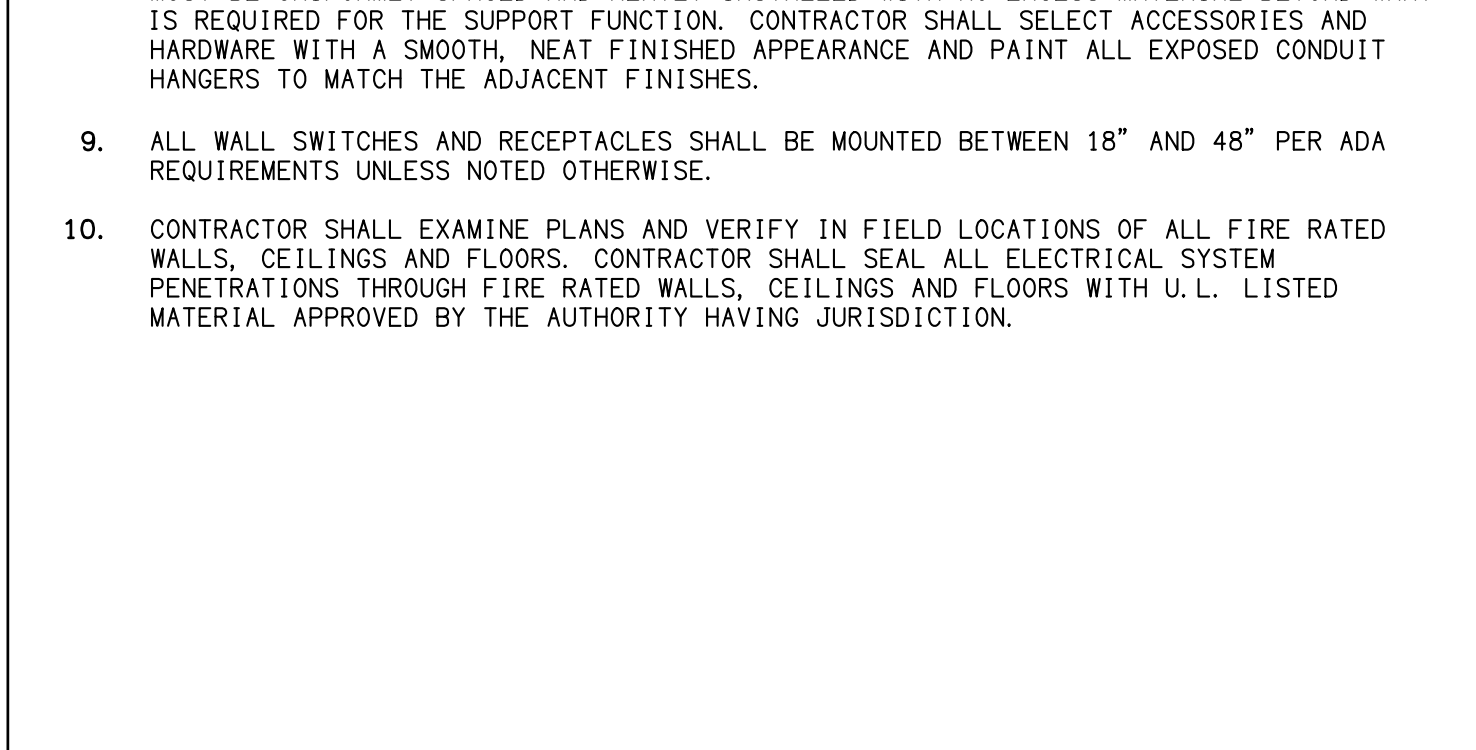 IS REQUIRED FOR THE SUPPORT FUNCTION. CONTRACTOR SHALL SELECT ACCESSORIES AND
HARDWARE WITH A SMOOTH, NEAT FINISHED APPEARANCE AND PAINT ALL EXPOSED CONDUIT
HANGERS TO MATCH THE ADJACENT FINISHES.
9. ALL WALL SWITCHES AND RECEPTACLES SHALL BE MOUNTED BETWEEN 18" AND 48" PER ADA
REQUIREMENTS UNLESS NOTED OTHERWISE.
10. CONTRACTOR SHALL EXAMINE PLANS AND VERIFY IN FIELD LOCATIONS OF ALL FIRE RATED
WALLS, CEILINGS AND FLOORS. CONTRACTOR SHALL SEAL ALL ELECTRICAL SYSTEM
PENETRATIONS THROUGH FIRE RATED WALLS, CEILINGS AND FLOORS WITH U.L. LISTED
MATERIAL APPROVED BY THE AUTHORITY HAVING JURISDICTION.